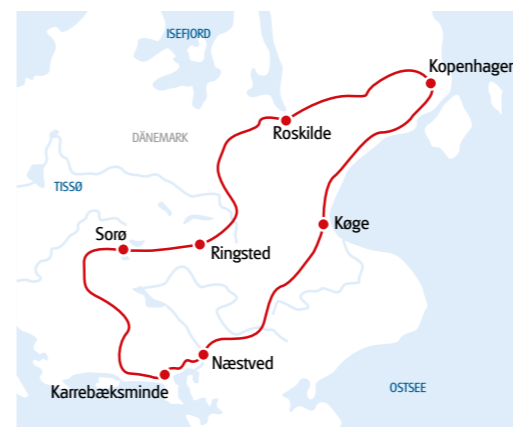 ISEFJORD
Kopenhagen
Roskilde
DÄNEMARK
TISSØ
Sorø
Ringsted
Køge
Næstved
Karrebæksminde
OSTSEE